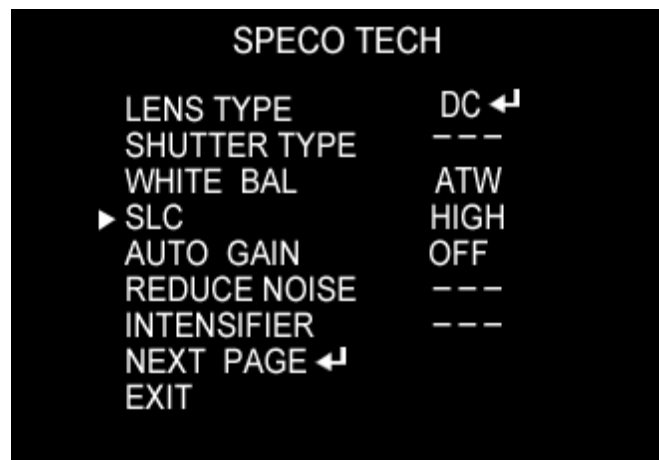 SPECO TECH
LENS TYPE DC ↵
SHUTTER TYPE ---
WHITE BAL ATW
▶ SLC HIGH
AUTO GAIN OFF
REDUCE NOISE ---
INTENSIFIER ---
NEXT PAGE ↵
EXIT